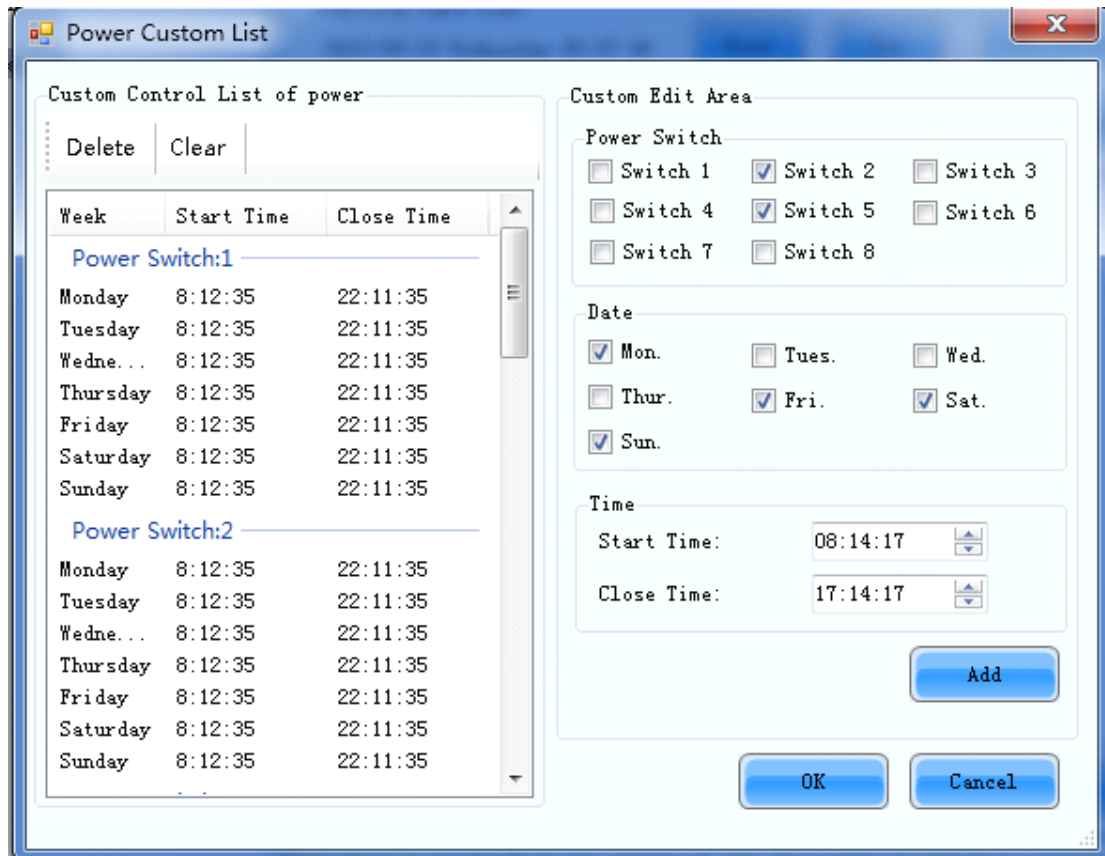 Power Custom List
Custom Control List of power
Delete Clear
Week Start Time Close Time
Power Switch:1
Monday 8:12:35 22:11:35
Tuesday 8:12:35 22:11:35
Wedne... 8:12:35 22:11:35
Thursday 8:12:35 22:11:35
Friday 8:12:35 22:11:35
Saturday 8:12:35 22:11:35
Sunday 8:12:35 22:11:35
Power Switch:2
Monday 8:12:35 22:11:35
Tuesday 8:12:35 22:11:35
Wedne... 8:12:35 22:11:35
Thursday 8:12:35 22:11:35
Friday 8:12:35 22:11:35
Saturday 8:12:35 22:11:35
Sunday 8:12:35 22:11:35
Custom Edit Area
Power Switch
Switch 1 Switch 2 Switch 3
Switch 4 Switch 5 Switch 6
Switch 7 Switch 8
Date
Mon. Tues. Wed.
Thur. Fri. Sat.
Sun.
Time
Start Time: 08:14:17
Close Time: 17:14:17
Add
OK Cancel